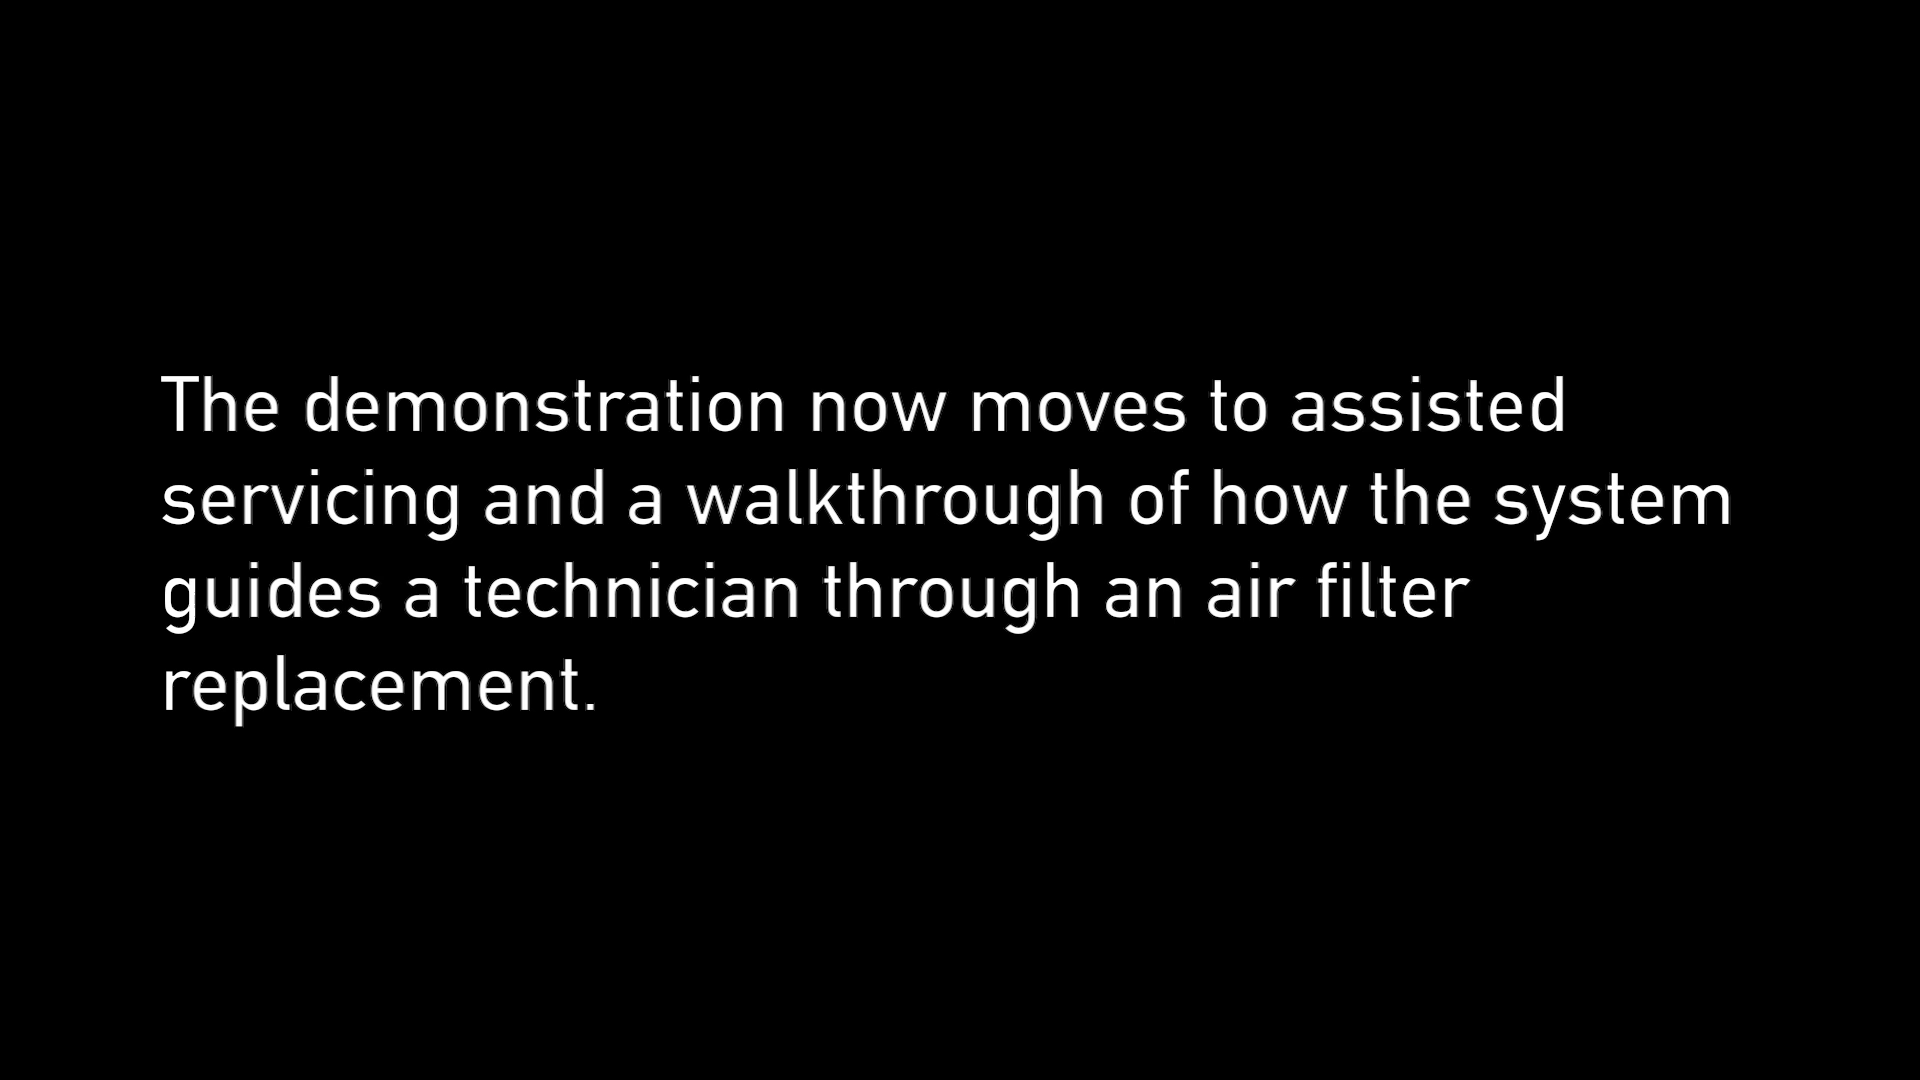 The demonstration now moves to assisted
servicing and a walkthrough of how the system
guides a technician through an air filter
replacement.